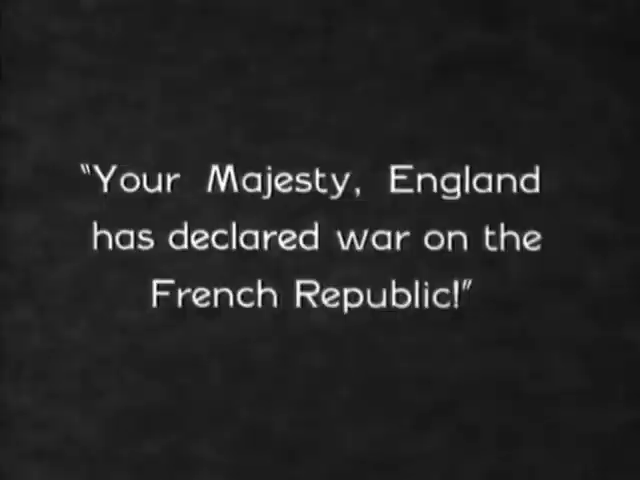 "Your Majesty, England
has declared war on the
French Republic!"